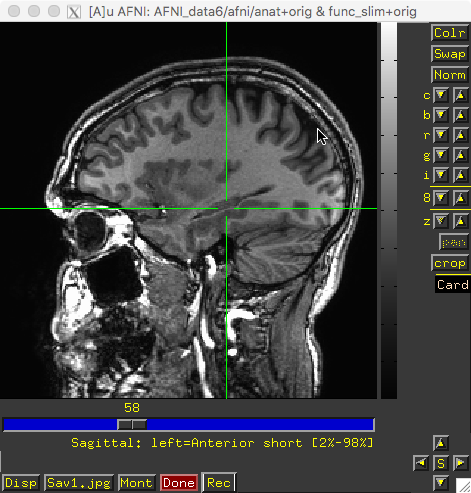 [A]u AFNI: AFNI_data6/afni/anat+orig & func_slim+orig
Colr
Swap
Norm
c
b
r
g
i
8
z
pan
crop
Card
58
Sagittal: left=Anterior short [2%-98%]
S
Disp Sav1.jpg Mont Done Rec